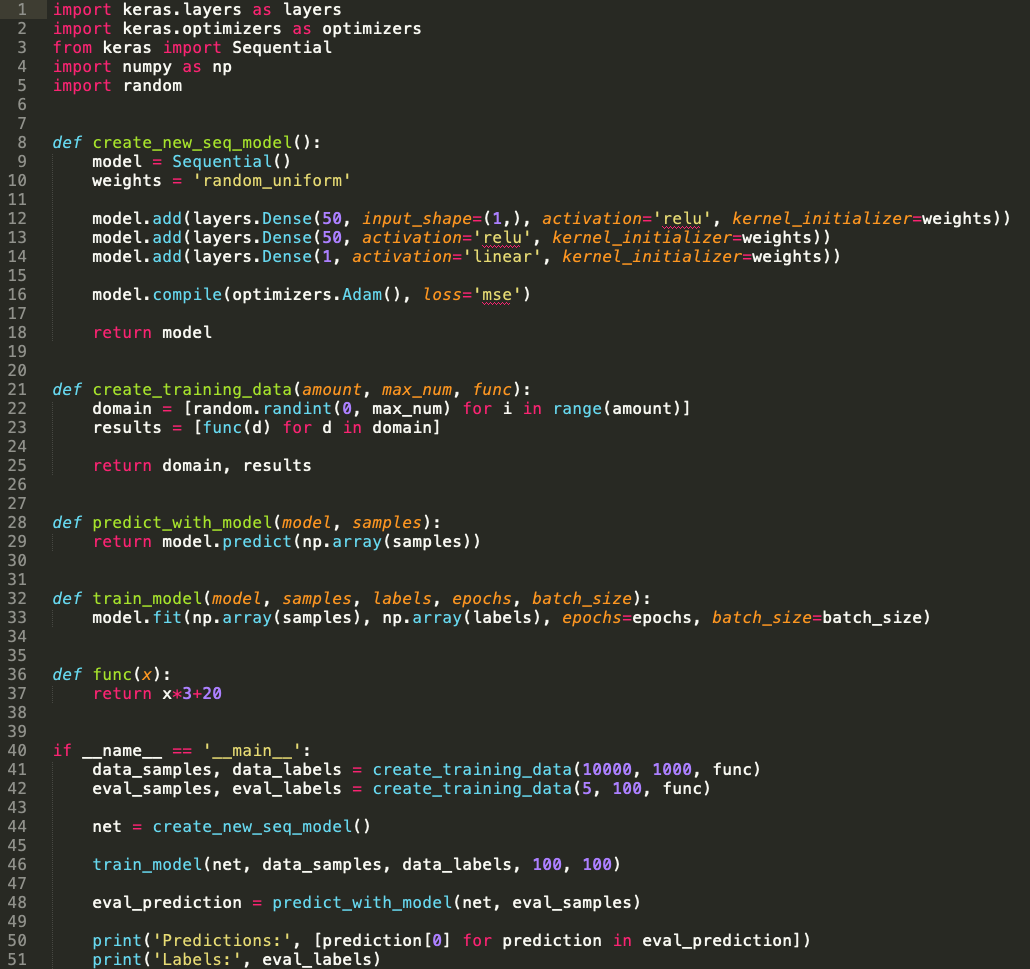 1 import keras.layers as layers
2 import keras.optimizers as optimizers
3 from keras import Sequential
4 import numpy as np
5 import random
6
7
8 def create_new_seq_model():
9     model = Sequential()
10     weights = 'random_uniform'
11
12     model.add(layers.Dense(50, input_shape=(1,), activation='relu', kernel_initializer=weights))
13     model.add(layers.Dense(50, activation='relu', kernel_initializer=weights))
14     model.add(layers.Dense(1, activation='linear', kernel_initializer=weights))
15
16     model.compile(optimizers.Adam(), loss='mse')
17
18     return model
19
20
21 def create_training_data(amount, max_num, func):
22     domain = [random.randint(0, max_num) for i in range(amount)]
23     results = [func(d) for d in domain]
24
25     return domain, results
26
27
28 def predict_with_model(model, samples):
29     return model.predict(np.array(samples))
30
31
32 def train_model(model, samples, labels, epochs, batch_size):
33     model.fit(np.array(samples), np.array(labels), epochs=epochs, batch_size=batch_size)
34
35
36 def func(x):
37     return x*3+20
38
39
40 if __name__ == '__main__':
41     data_samples, data_labels = create_training_data(10000, 1000, func)
42     eval_samples, eval_labels = create_training_data(5, 100, func)
43
44     net = create_new_seq_model()
45
46     train_model(net, data_samples, data_labels, 100, 100)
47
48     eval_prediction = predict_with_model(net, eval_samples)
49
50     print('Predictions:', [prediction[0] for prediction in eval_prediction])
51     print('Labels:', eval_labels)